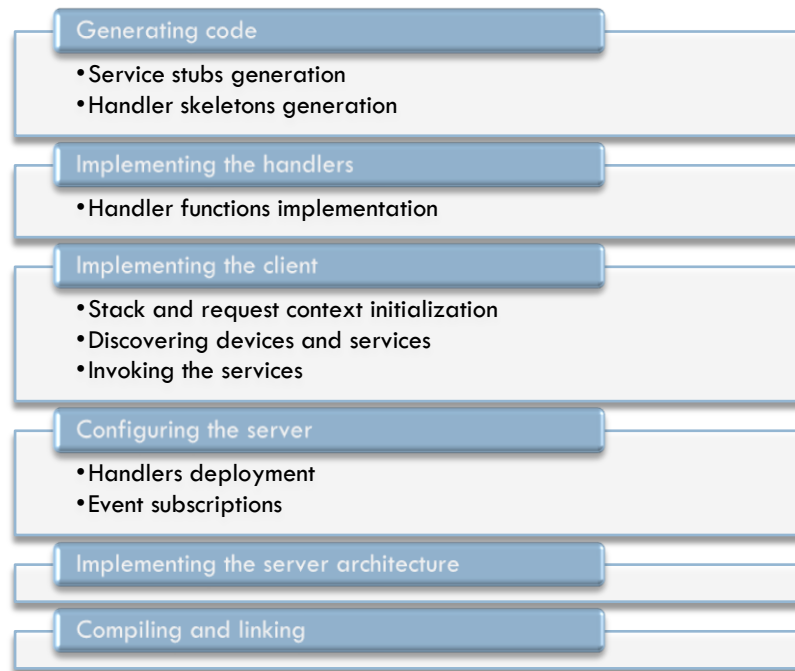 Generating code
•Service stubs generation
•Handler skeletons generation
Implementing the handlers
•Handler functions implementation
Implementing the client
•Stack and request context initialization
•Discovering devices and services
•Invoking the services
Configuring the server
•Handlers deployment
•Event subscriptions
Implementing the server architecture
Compiling and linking